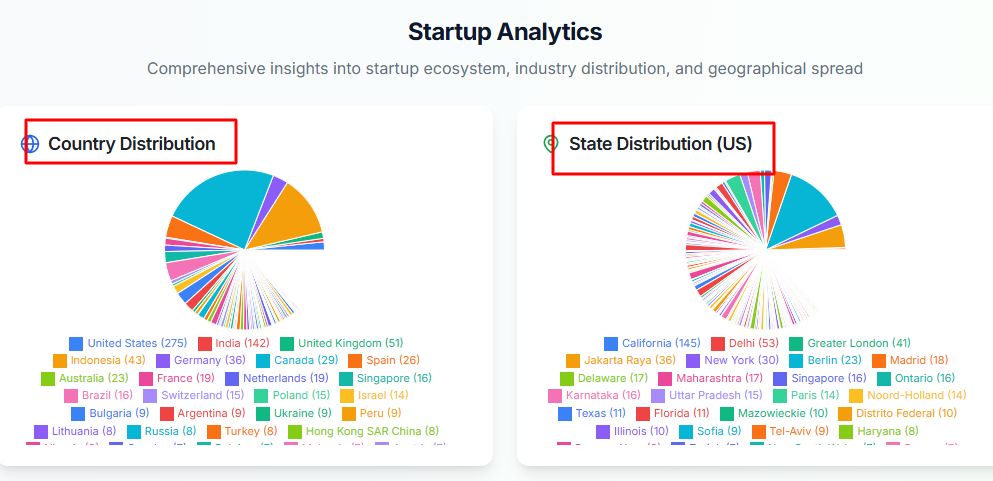 Startup Analytics
Comprehensive insights into startup ecosystem, industry distribution, and geographical spread
Country Distribution
United States (275) India (142) United Kingdom (51)
Indonesia (43) Germany (36) Canada (29) Spain (26)
Australia (23) France (19) Netherlands (19) Singapore (16)
Brazil (16) Switzerland (15) Poland (15) Israel (14)
Bulgaria (9) Argentina (9) Ukraine (9) Peru (9)
Lithuania (8) Russia (8) Turkey (8) Hong Kong SAR China (8)
State Distribution (US)
California (145) Delhi (53) Greater London (41)
Jakarta Raya (36) New York (30) Berlin (23) Madrid (18)
Delaware (17) Maharashtra (17) Singapore (16) Ontario (16)
Karnataka (16) Uttar Pradesh (15) Paris (14) Noord-Holland (14)
Texas (11) Florida (11) Mazowieckie (10) Distrito Federal (10)
Illinois (10) Sofia (9) Tel-Aviv (9) Haryana (8)